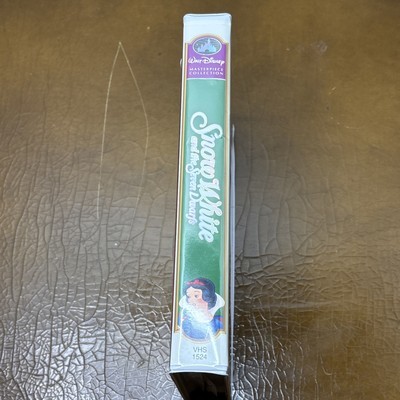 Walt Disney
MASTERPIECE
COLLECTION
Snow White
and the Seven Dwarfs
VHS
1524